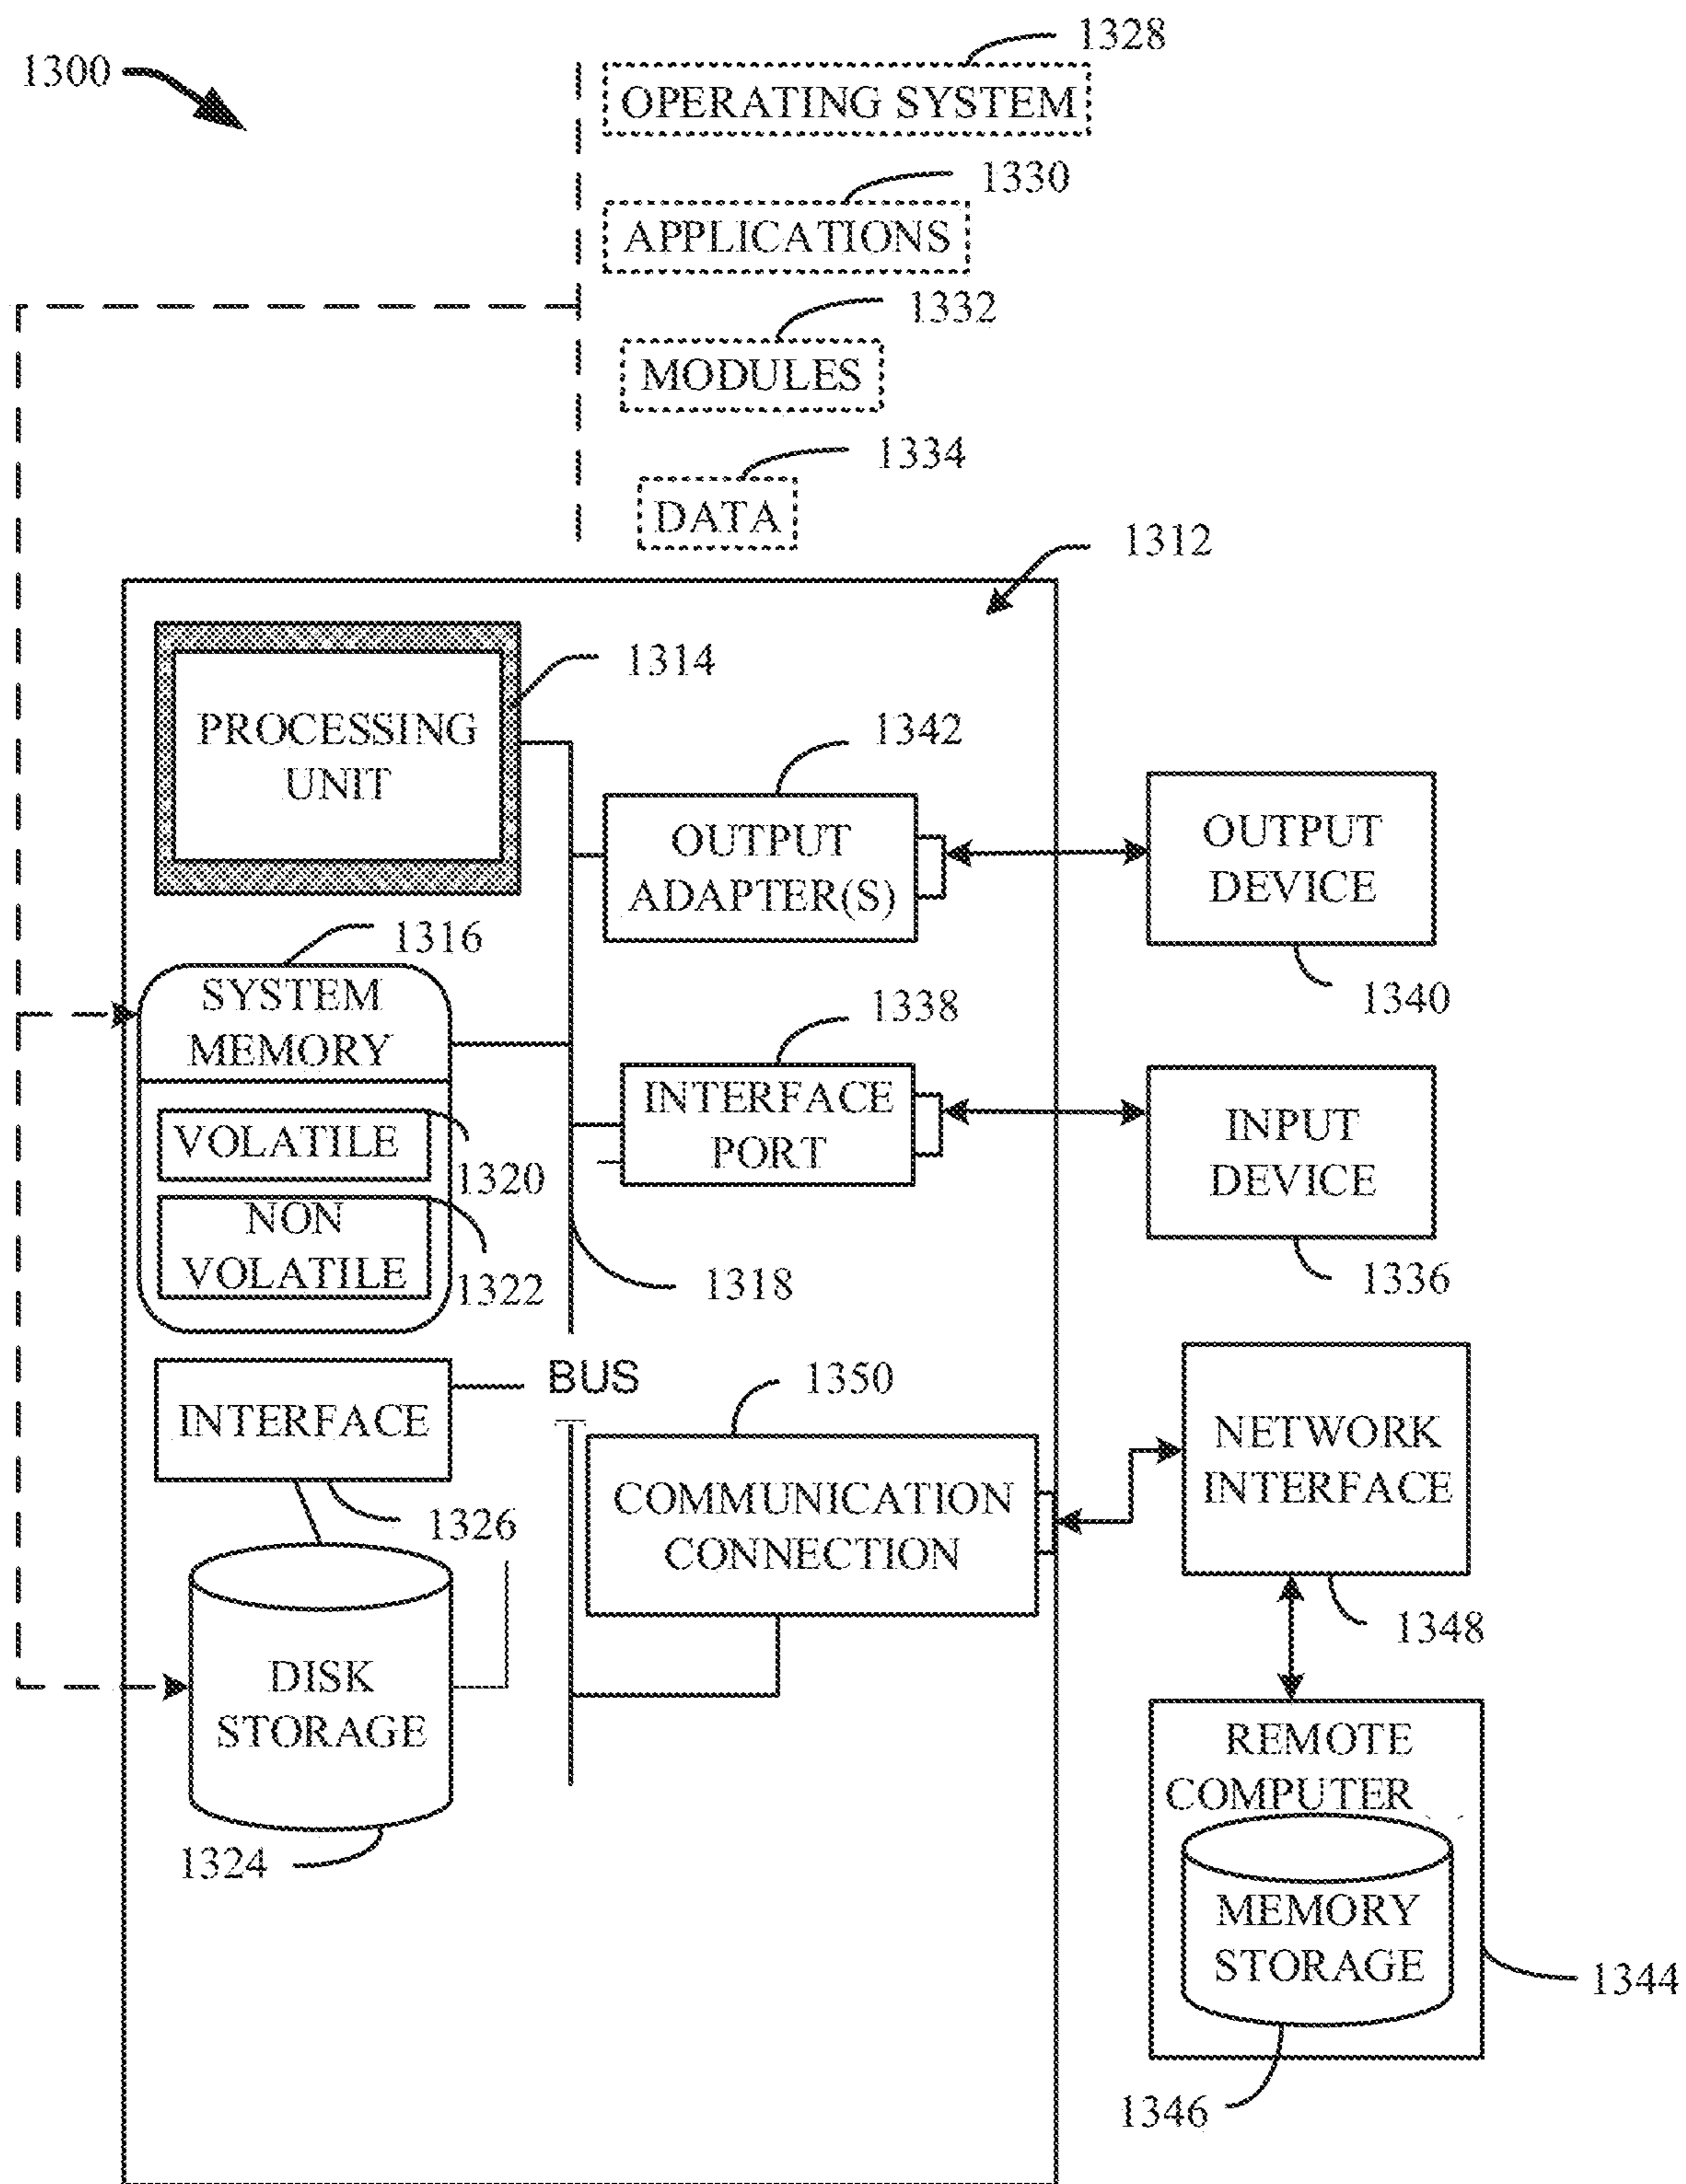 1328
1300
OPERATING SYSTEM
1330
APPLICATIONS
1332
MODULES
1334
DATA
1312
1314
PROCESSING
UNIT
1342
OUTPUT
ADAPTER(S)
OUTPUT
DEVICE
1340
1316
SYSTEM
MEMORY
VOLATILE
1320
NON
VOLATILE
1322
1338
INTERFACE
PORT
INPUT
DEVICE
1336
1318
BUS
INTERFACE
1326
1350
COMMUNICATION
CONNECTION
NETWORK
INTERFACE
1348
DISK
STORAGE
1324
REMOTE
COMPUTER
MEMORY
STORAGE
1344
1346